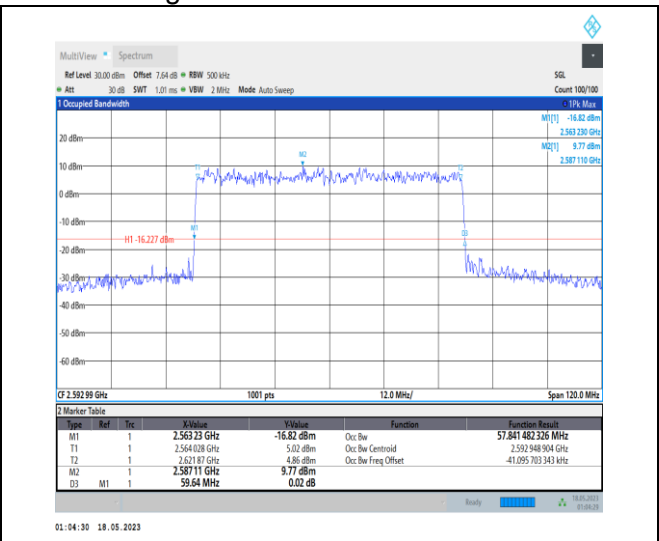 MultiView Spectrum
Ref Level 30.00 dBm Offset 7.64 dB RBW 500 kHz SGL
Att 30 dB SWT 1.01 ms VBW 2 MHz Mode Auto Sweep Count 100/100
1 Occupied Bandwidth 1Pk Max
M1[1] -16.82 dBm
2.563 230 GHz
M2[1] 9.77 dBm
2.587 110 GHz
20 dBm
M2
10 dBm
T1
T2
0 dBm
-10 dBm
M1
D3
H1 -16.227 dBm
-20 dBm
-30 dBm
-40 dBm
-50 dBm
-60 dBm
CF 2.592 99 GHz 1001 pts 12.0 MHz/ Span 120.0 MHz
2 Marker Table
Type Ref Trc X-Value Y-Value Function Function Result
M1 1 2.563 23 GHz -16.82 dBm Occ Bw 57.841 482 326 MHz
T1 1 2.564 028 GHz 5.02 dBm Occ Bw Centroid 2.592 948 904 GHz
T2 1 2.621 87 GHz 4.86 dBm Occ Bw Freq Offset -41.095 703 343 kHz
M2 1 2.587 11 GHz 9.77 dBm
D3 M1 1 59.64 MHz 0.02 dB
Ready 18.05.2023
01:04:29
01:04:30 18.05.2023